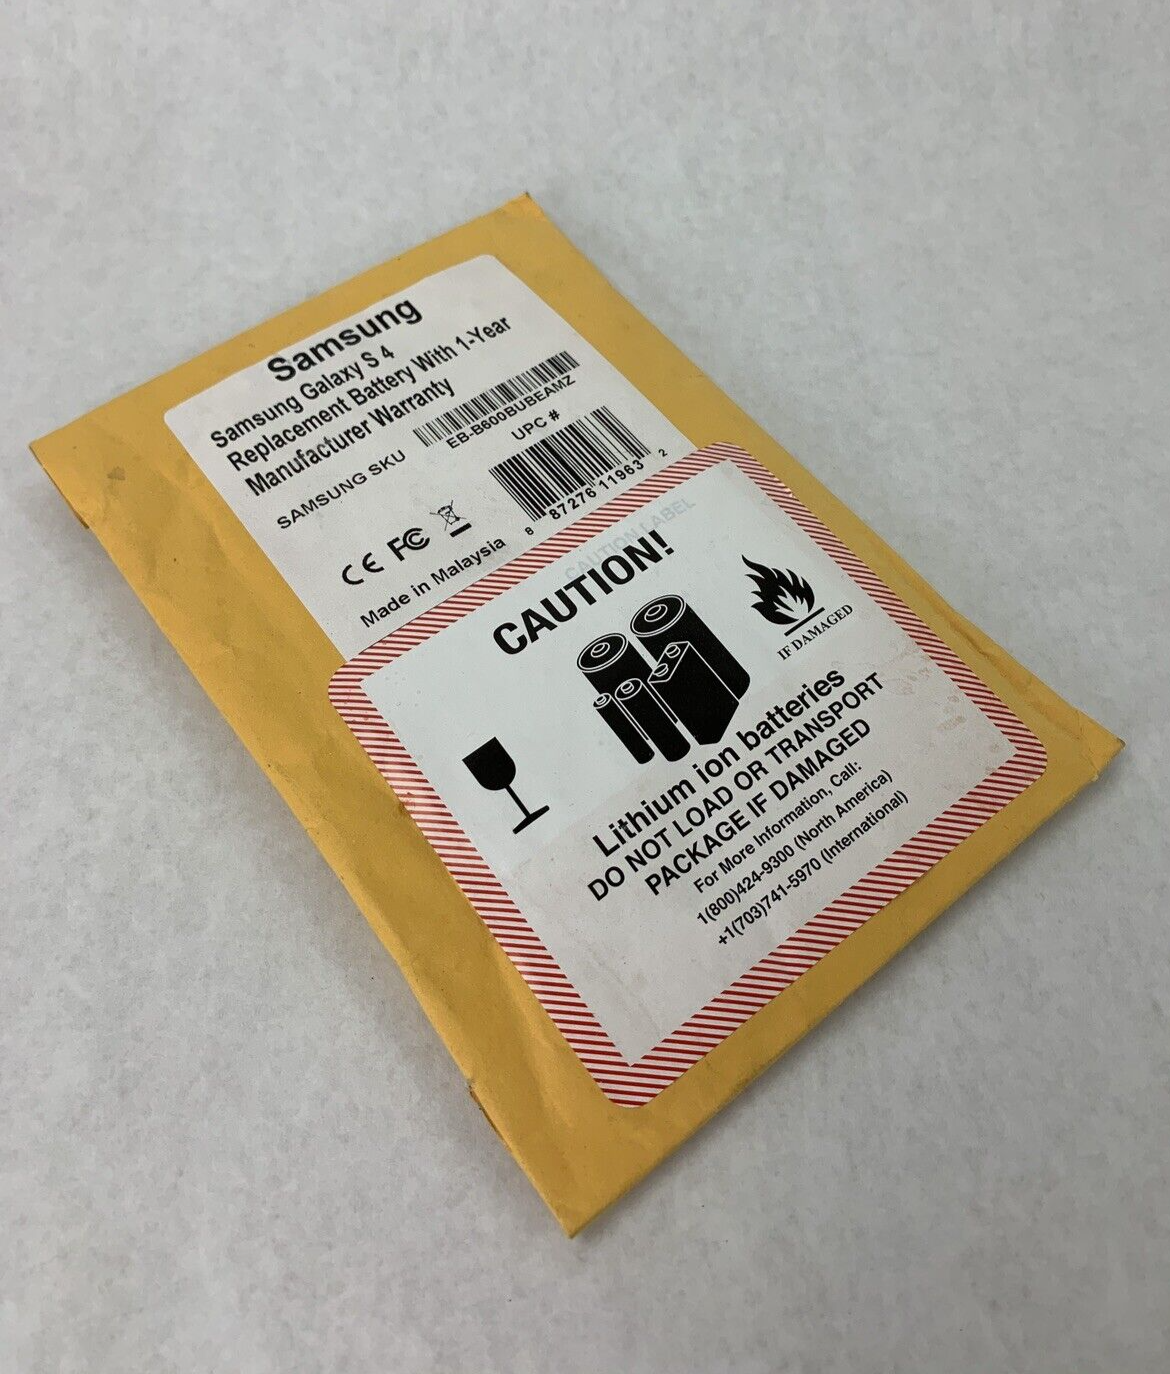 Samsung
Samsung Galaxy S 4
Replacement Battery With 1-Year
Manufacturer Warranty
SAMSUNG SKU
EB-B600BUBEAMZ
UPC #
8 87276 11963 2
CE FC
Made in Malaysia
CAUTION LABEL
CAUTION!
IF DAMAGED
Lithium ion batteries
DO NOT LOAD OR TRANSPORT
PACKAGE IF DAMAGED
For More Information, Call:
1(800)424-9300 (North America)
+1(703)741-5970 (International)